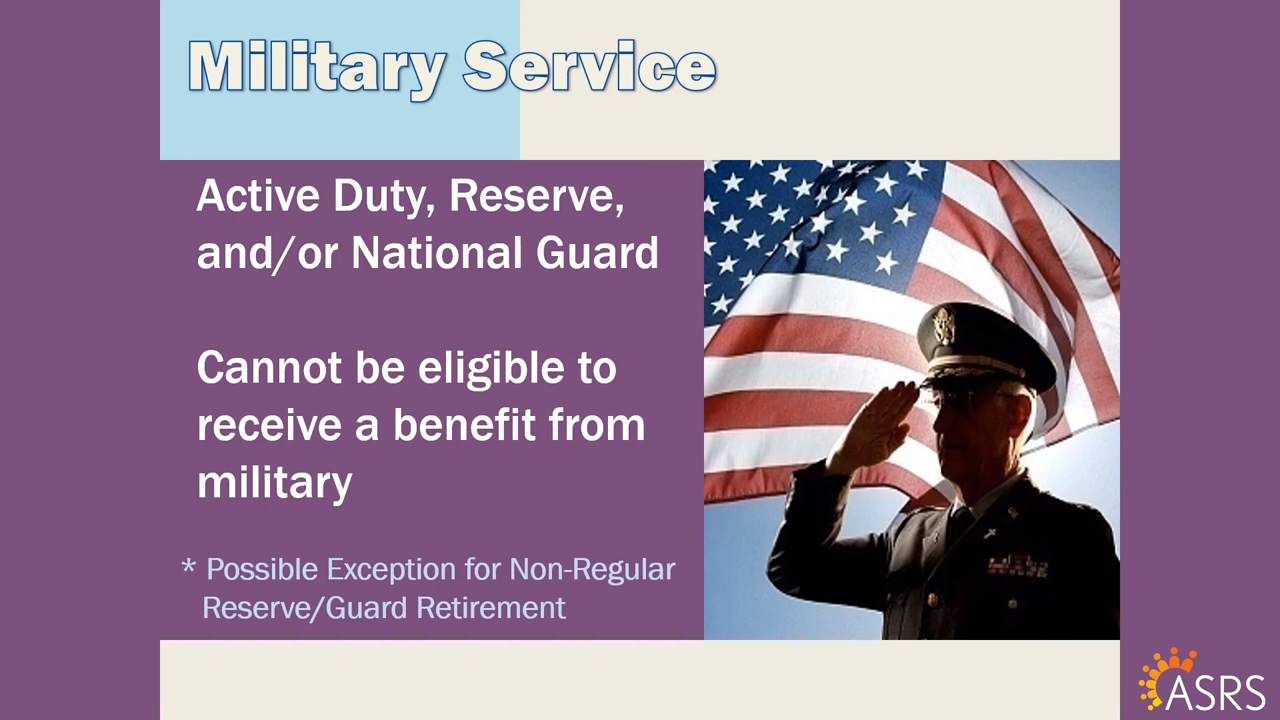 Military Service
Active Duty, Reserve,
and/or National Guard
Cannot be eligible to
receive a benefit from
military
* Possible Exception for Non-Regular
Reserve/Guard Retirement
ASRS